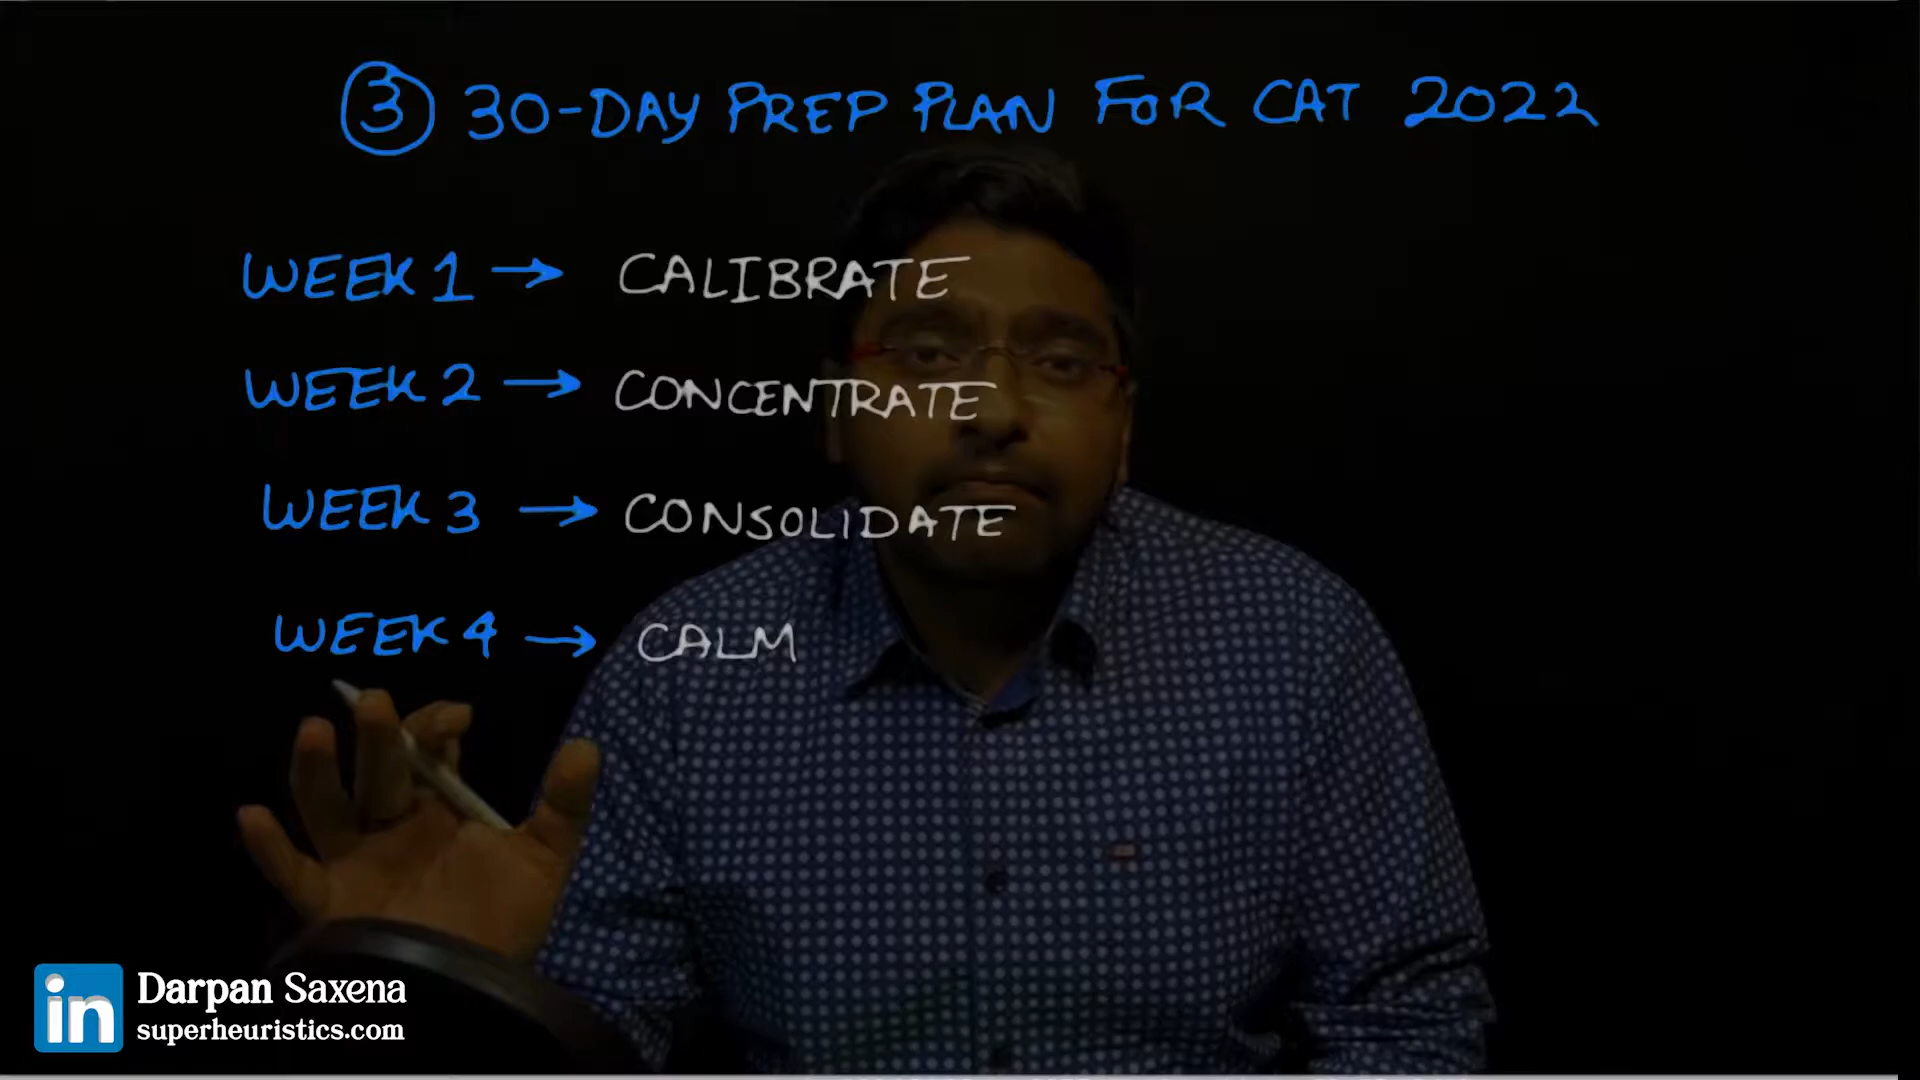 3 30-DAY PREP PLAN FOR CAT 2022
WEEK 1 → CALIBRATE
WEEK 2 → CONCENTRATE
WEEK 3 → CONSOLIDATE
WEEK 4 → CALM
in Darpan Saxena
superheuristics.com